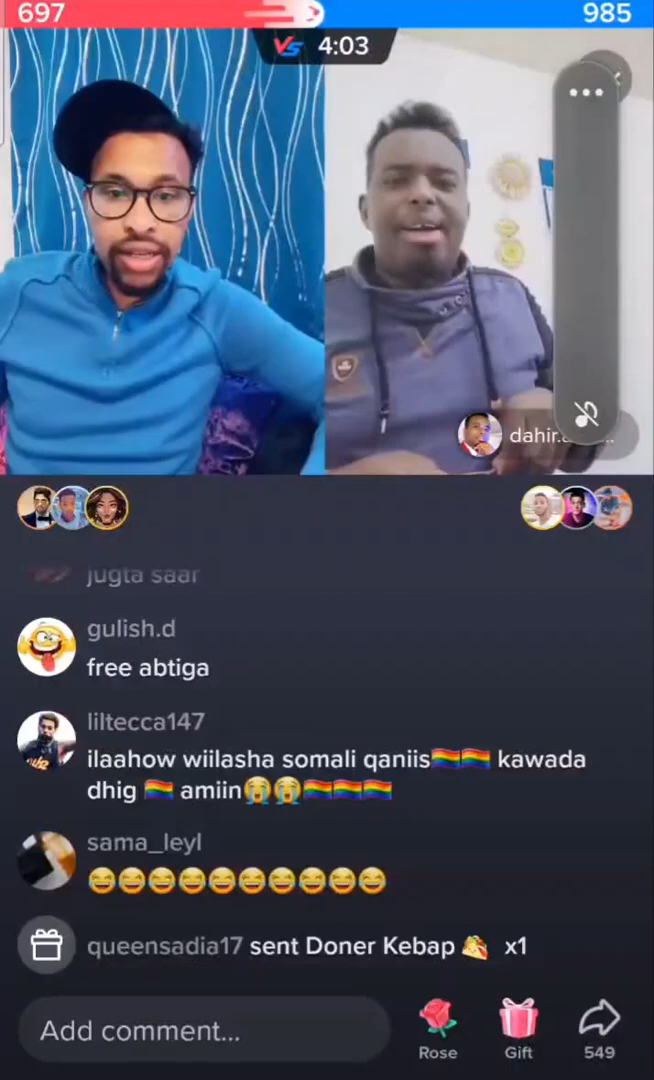 697
985
VS 4:03
jugta saar
gulish.d
free abtiga
liltecca147
ilaahow wiilasha somali qaniis🏳️‍🌈🏳️‍🌈 kawada
dhig 🏳️‍🌈 amiin😭😭🏳️‍🌈🏳️‍🌈🏳️‍🌈
sama_leyl
😂😂😂😂😂😂😂😂😂😂
queensadia17 sent Doner Kebap 🥙 x1
Add comment...
Rose
Gift
549